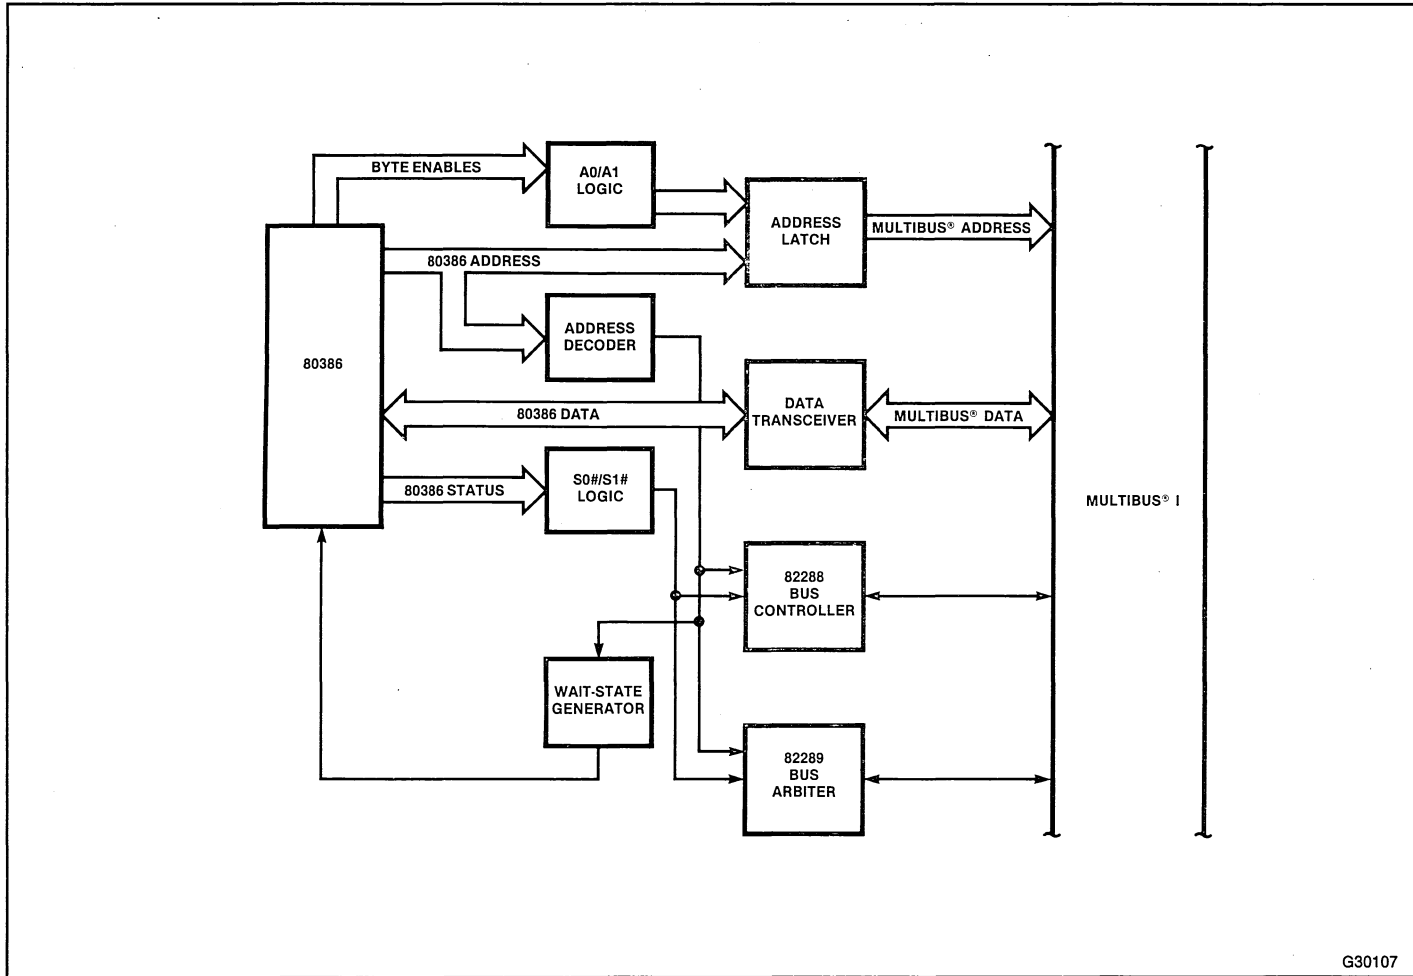 BYTE ENABLES
A0/A1
LOGIC
ADDRESS
LATCH
MULTIBUS® ADDRESS
80386 ADDRESS
ADDRESS
DECODER
80386
80386 DATA
DATA
TRANSCEIVER
MULTIBUS® DATA
80386 STATUS
S0#/S1#
LOGIC
MULTIBUS® I
82288
BUS
CONTROLLER
WAIT-STATE
GENERATOR
82289
BUS
ARBITER
G30107